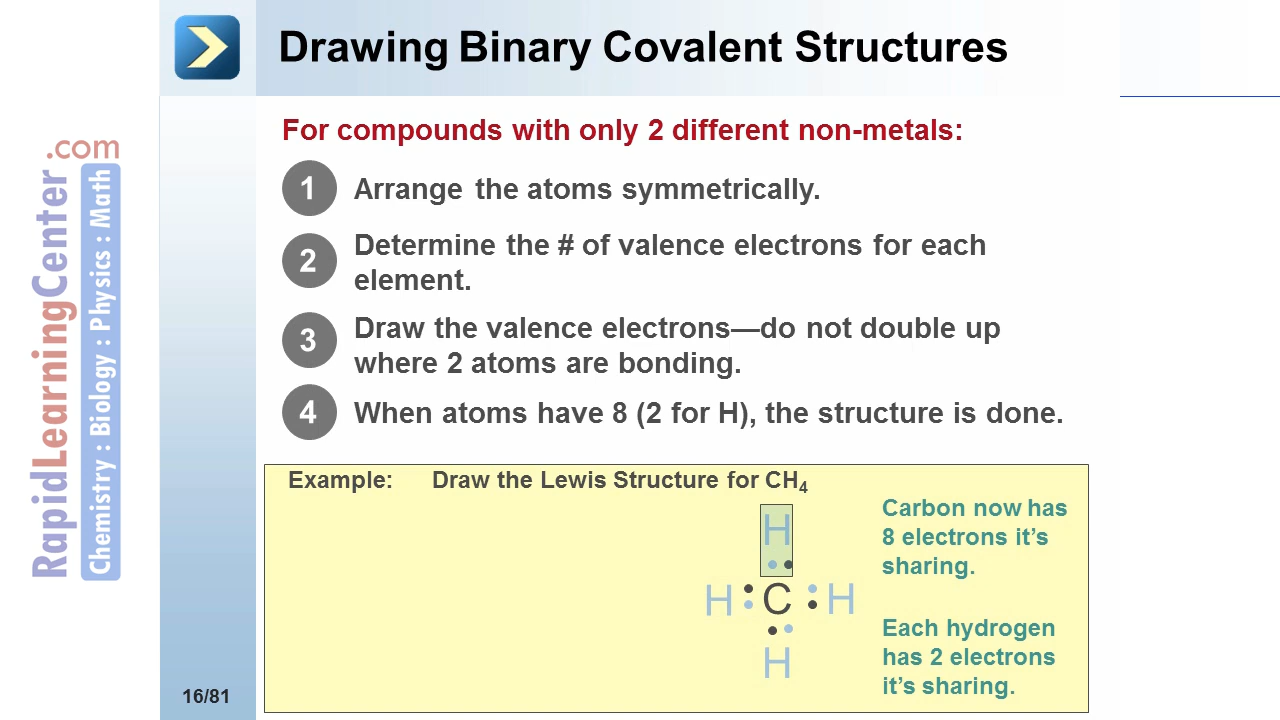 Drawing Binary Covalent Structures
For compounds with only 2 different non-metals:
1 Arrange the atoms symmetrically.
2 Determine the # of valence electrons for each
element.
3 Draw the valence electrons—do not double up
where 2 atoms are bonding.
4 When atoms have 8 (2 for H), the structure is done.
Example: Draw the Lewis Structure for CH₄
H
H C H
H
Carbon now has
8 electrons it’s
sharing.
Each hydrogen
has 2 electrons
it’s sharing.
RapidLearningCenter.com
Chemistry : Biology : Physics : Math
16/81